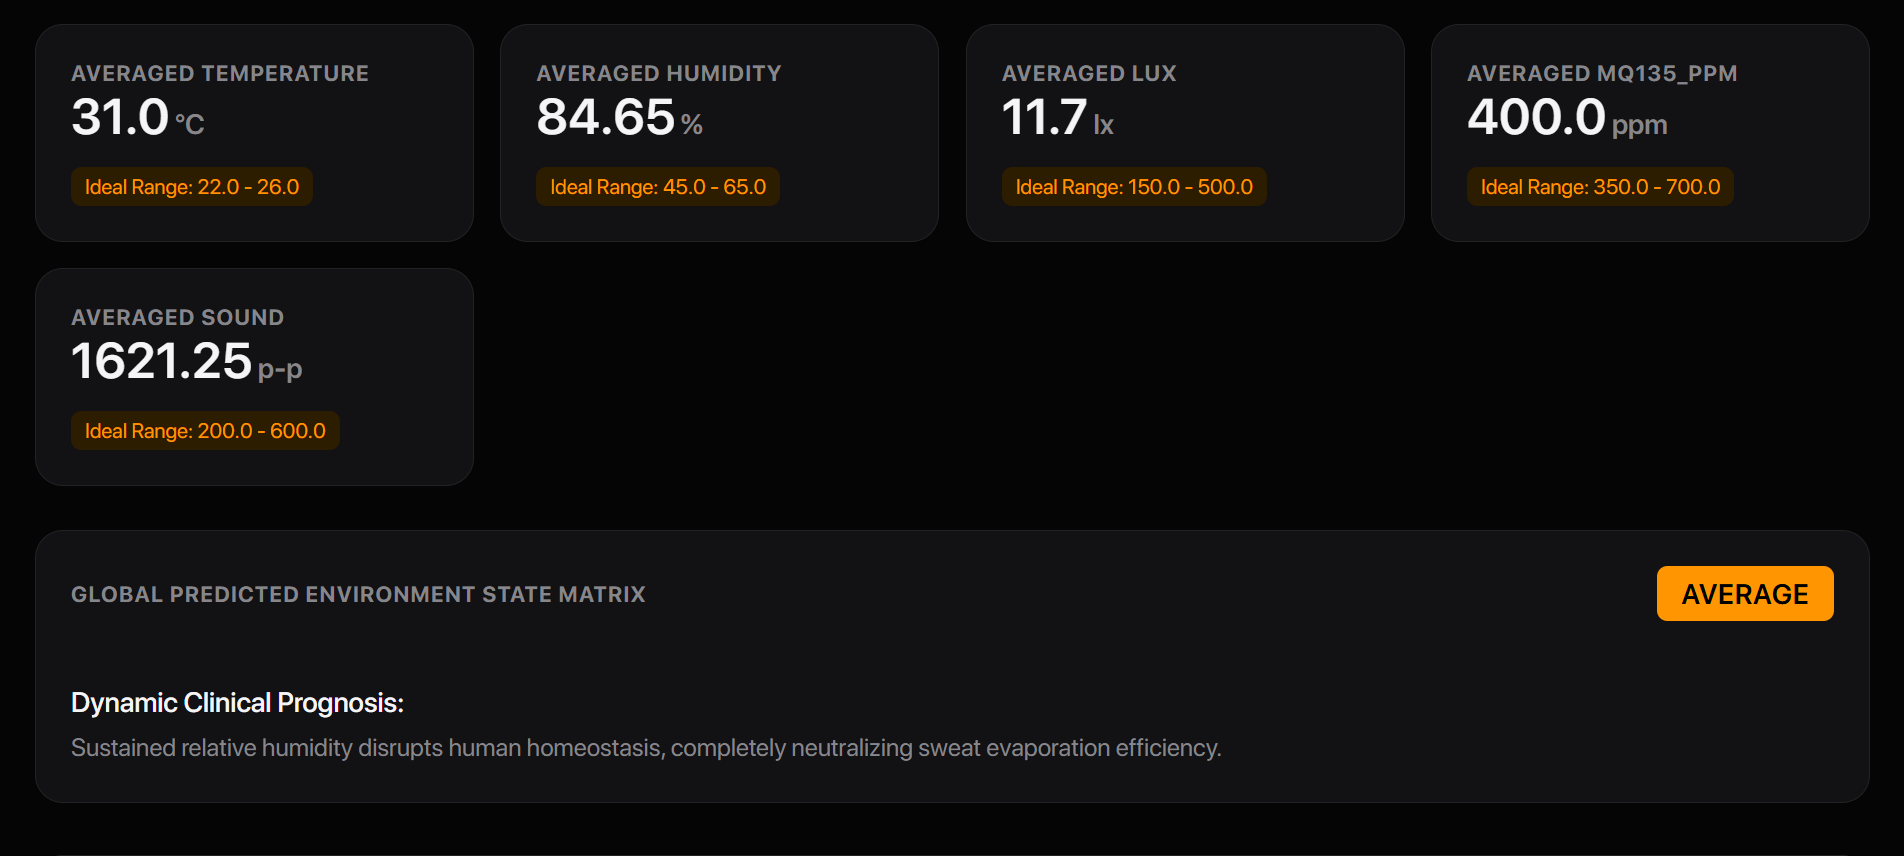 AVERAGED TEMPERATURE
31.0 °C
Ideal Range: 22.0 - 26.0
AVERAGED HUMIDITY
84.65 %
Ideal Range: 45.0 - 65.0
AVERAGED LUX
11.7 lx
Ideal Range: 150.0 - 500.0
AVERAGED MQ135_PPM
400.0 ppm
Ideal Range: 350.0 - 700.0
AVERAGED SOUND
1621.25 p-p
Ideal Range: 200.0 - 600.0
GLOBAL PREDICTED ENVIRONMENT STATE MATRIX
AVERAGE
Dynamic Clinical Prognosis:
Sustained relative humidity disrupts human homeostasis, completely neutralizing sweat evaporation efficiency.